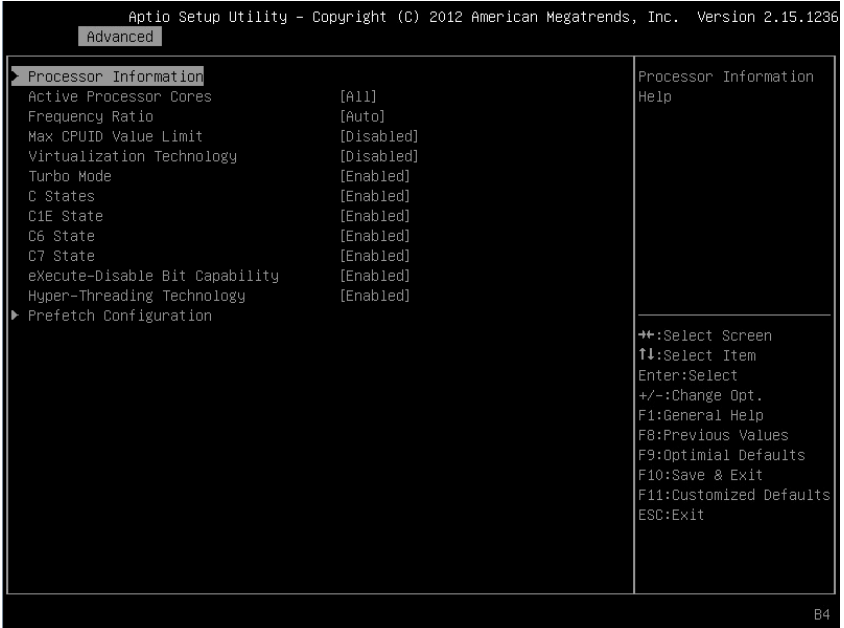 Aptio Setup Utility – Copyright (C) 2012 American Megatrends, Inc. Version 2.15.1236
Advanced
Processor Information
Active Processor Cores [All]
Frequency Ratio [Auto]
Max CPUID Value Limit [Disabled]
Virtualization Technology [Disabled]
Turbo Mode [Enabled]
C States [Enabled]
C1E State [Enabled]
C6 State [Enabled]
C7 State [Enabled]
eXecute-Disable Bit Capability [Enabled]
Hyper-Threading Technology [Enabled]
Prefetch Configuration
Processor Information
Help
→←:Select Screen
↑↓:Select Item
Enter:Select
+/-:Change Opt.
F1:General Help
F8:Previous Values
F9:Optimial Defaults
F10:Save & Exit
F11:Customized Defaults
ESC:Exit
B4